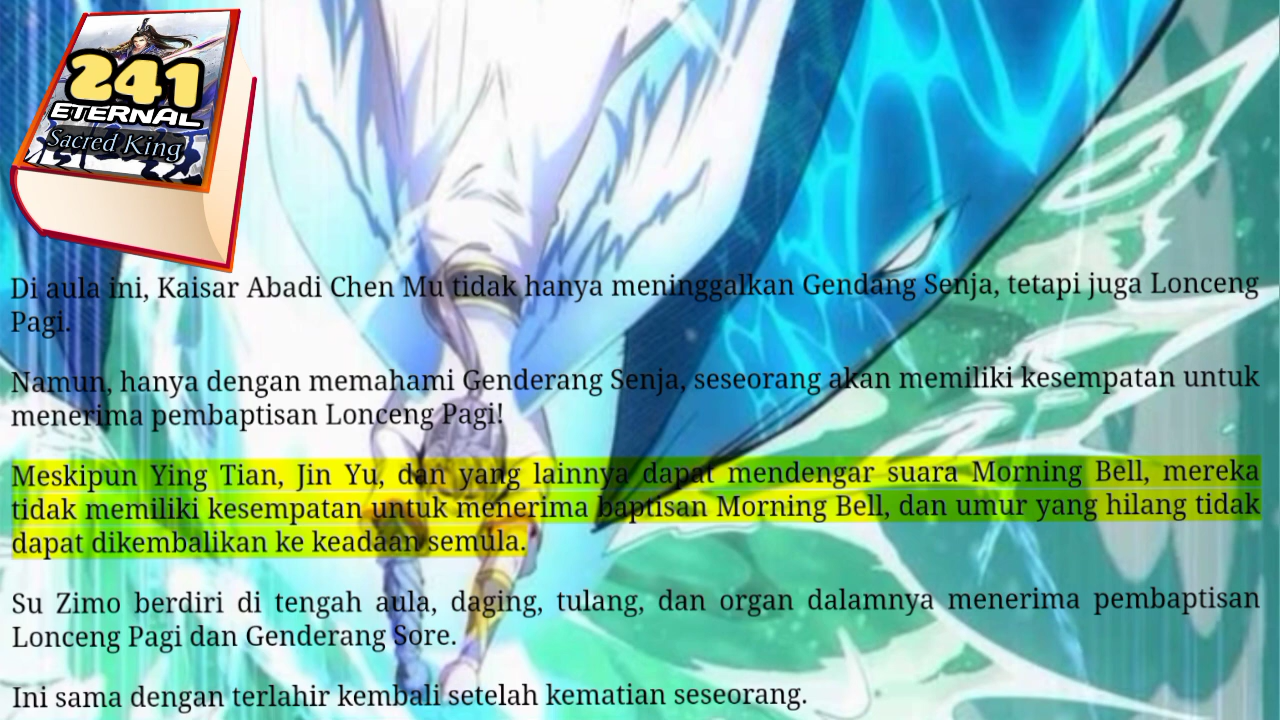 241
ETERNAL
Sacred King
Di aula ini, Kaisar Abadi Chen Mu tidak hanya meninggalkan Gendang Senja, tetapi juga Lonceng
Pagi.
Namun, hanya dengan memahami Genderang Senja, seseorang akan memiliki kesempatan untuk
menerima pembaptisan Lonceng Pagi!
Meskipun Ying Tian, Jin Yu, dan yang lainnya dapat mendengar suara Morning Bell, mereka
tidak memiliki kesempatan untuk menerima baptisan Morning Bell, dan umur yang hilang tidak
dapat dikembalikan ke keadaan semula.
Su Zimo berdiri di tengah aula, daging, tulang, dan organ dalamnya menerima pembaptisan
Lonceng Pagi dan Genderang Sore.
Ini sama dengan terlahir kembali setelah kematian seseorang.